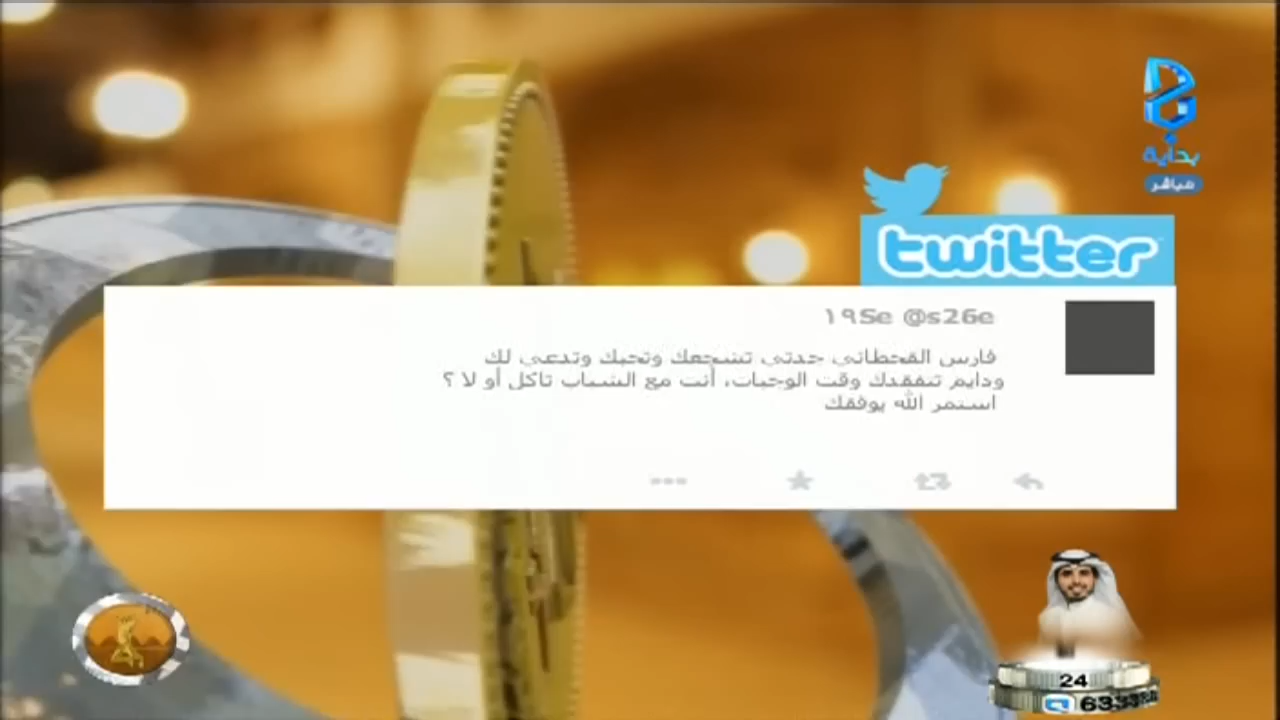 بداية
مباشر
twitter
١٩Se @s26e
فارس القحطاني جدتي تشجعك وتحبك وتدعي لك
ودايم تتفقدك وقت الوجبات، أنت مع الشباب تاكل أو لا ؟
استمر الله يوفقك
24